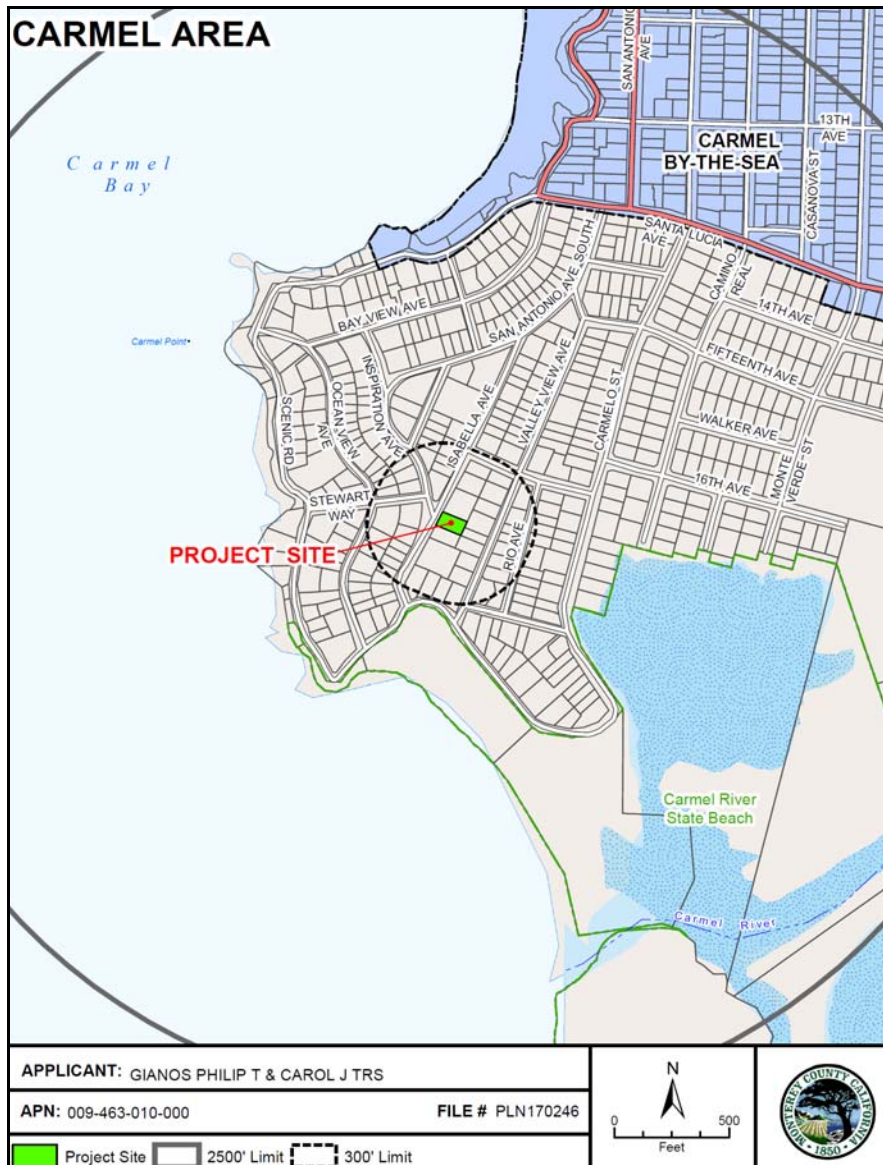 CARMEL AREA
SAN ANTONIO
AVE
13TH
AVE
CARMEL
BY-THE-SEA
CASANOVA ST
Carmel
Bay
SANTA LUCIA
AVE
CAMINO
REAL
SAN ANTONIO AVE SOUTH
14TH AVE
BAY VIEW AVE
Carmel Point
FIFTEENTH AVE
INSPIRATION AVE
OCEAN VIEW
AVE
SCENIC RD
ISABELLA AVE
VALLEY VIEW AVE
CARMELO ST
WALKER AVE
16TH AVE
MONTE
VERDE ST
STEWART
WAY
PROJECT SITE
RIO AVE
Carmel River
State Beach
Carmel River
APPLICANT: GIANOS PHILIP T & CAROL J TRS
APN: 009-463-010-000
FILE # PLN170246
Project Site
2500' Limit
300' Limit
N
0
500
Feet
MONTEREY COUNTY CALIFORNIA
1850